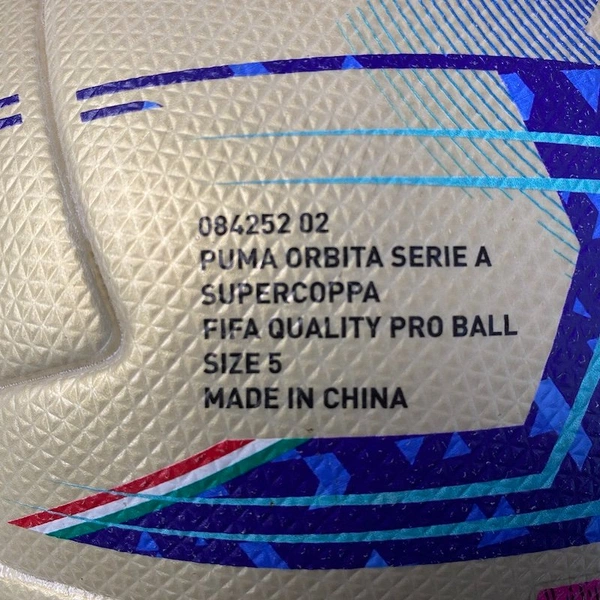 084252 02
PUMA ORBITA SERIE A
SUPERCOPPA
FIFA QUALITY PRO BALL
SIZE 5
MADE IN CHINA